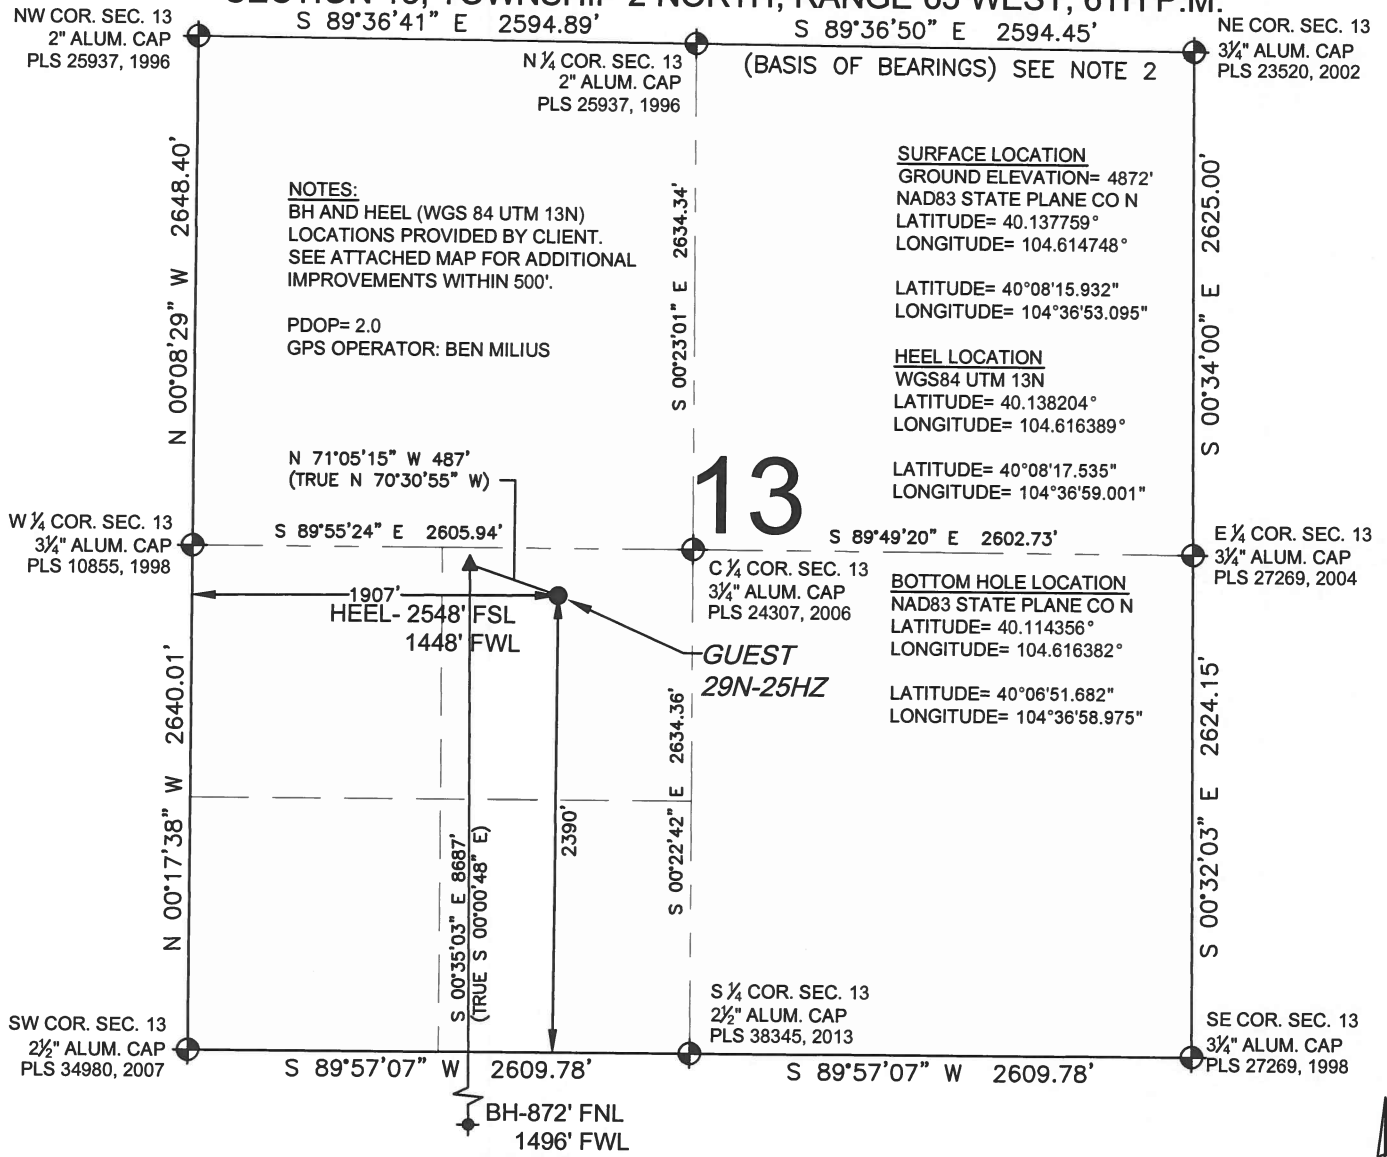 SECTION 13, TOWNSHIP 2 NORTH, RANGE 65 WEST, 6TH P.M.
NW COR. SEC. 13
2" ALUM. CAP
PLS 25937, 1996
S 89°36'41" E 2594.89'
N ¼ COR. SEC. 13
2" ALUM. CAP
PLS 25937, 1996
S 89°36'50" E 2594.45'
(BASIS OF BEARINGS) SEE NOTE 2
NE COR. SEC. 13
3¼" ALUM. CAP
PLS 23520, 2002
N 00°08'29" W 2648.40'
NOTES:
BH AND HEEL (WGS 84 UTM 13N)
LOCATIONS PROVIDED BY CLIENT.
SEE ATTACHED MAP FOR ADDITIONAL
IMPROVEMENTS WITHIN 500'.
PDOP= 2.0
GPS OPERATOR: BEN MILIUS
S 00°23'01" E 2634.34'
SURFACE LOCATION
GROUND ELEVATION= 4872'
NAD83 STATE PLANE CO N
LATITUDE= 40.137759°
LONGITUDE= 104.614748°
LATITUDE= 40°08'15.932"
LONGITUDE= 104°36'53.095"
HEEL LOCATION
WGS84 UTM 13N
LATITUDE= 40.138204°
LONGITUDE= 104.616389°
LATITUDE= 40°08'17.535"
LONGITUDE= 104°36'59.001"
S 00°34'00" E 2625.00'
N 71°05'15" W 487'
(TRUE N 70°30'55" W)
13
W ¼ COR. SEC. 13
3¼" ALUM. CAP
PLS 10855, 1998
S 89°55'24" E 2605.94'
S 89°49'20" E 2602.73'
E ¼ COR. SEC. 13
3¼" ALUM. CAP
PLS 27269, 2004
C ¼ COR. SEC. 13
3¼" ALUM. CAP
PLS 24307, 2006
BOTTOM HOLE LOCATION
NAD83 STATE PLANE CO N
LATITUDE= 40.114356°
LONGITUDE= 104.616382°
LATITUDE= 40°06'51.682"
LONGITUDE= 104°36'58.975"
1907'
HEEL- 2548' FSL
1448' FWL
GUEST
29N-25HZ
N 00°17'38" W 2640.01'
S 00°35'03" E 8687'
(TRUE S 00°00'48" E)
2390'
S 00°22'42" E 2634.36'
S 00°32'03" E 2624.15'
SW COR. SEC. 13
2½" ALUM. CAP
PLS 34980, 2007
S ¼ COR. SEC. 13
2½" ALUM. CAP
PLS 38345, 2013
SE COR. SEC. 13
3¼" ALUM. CAP
PLS 27269, 1998
S 89°57'07" W 2609.78'
S 89°57'07" W 2609.78'
BH-872' FNL
1496' FWL